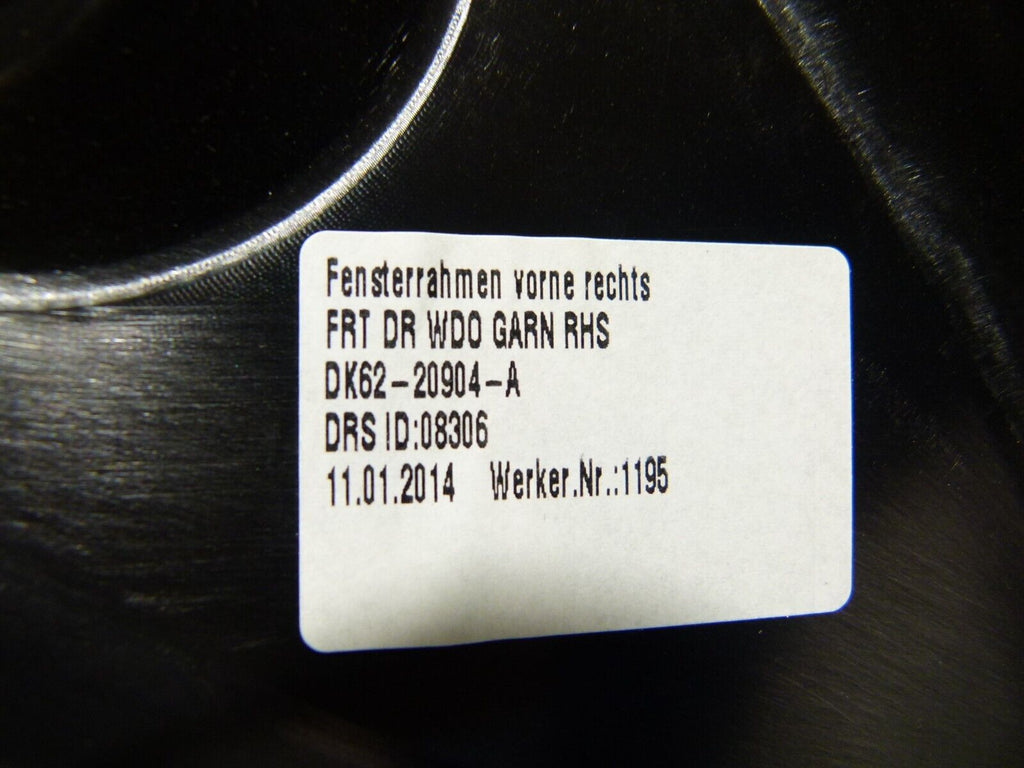 Fensterrahmen vorne rechts
FRT DR WDO GARN RHS
DK62-20904-A
DRS ID:08306
11.01.2014 Werker.Nr.:1195